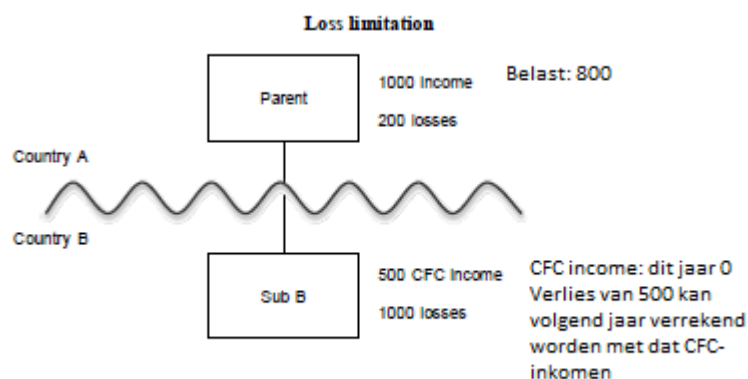 Loss limitation
Parent
1000 Income
200 losses
Belast: 800
Country A
Country B
Sub B
500 CFC Income
1000 losses
CFC income: dit jaar 0
Verlies van 500 kan
volgend jaar verrekend
worden met dat CFC-
inkomen